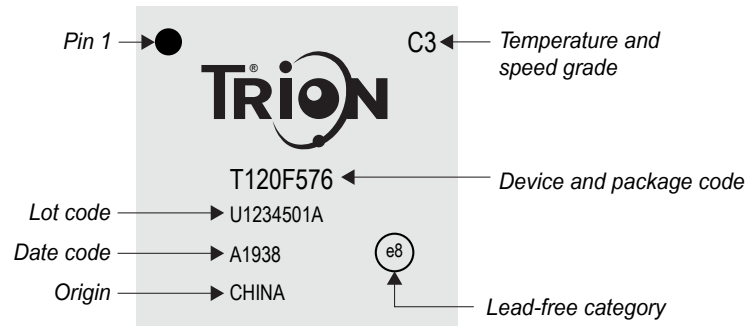 Pin 1
C3
Temperature and
speed grade
TRION®
T120F576
Device and package code
Lot code
U1234501A
Date code
A1938
e8
Origin
CHINA
Lead-free category